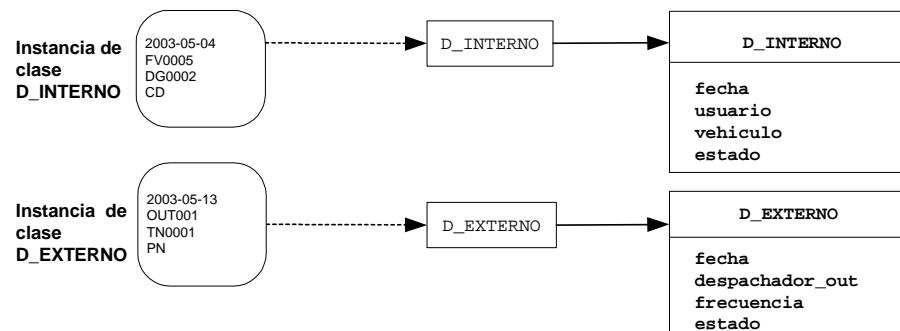 Instancia de
clase
D_INTERNO
2003-05-04
FV0005
DG0002
CD
D_INTERNO
D_INTERNO
fecha
usuario
vehiculo
estado
Instancia de
clase
D_EXTERNO
2003-05-13
OUT001
TN0001
PN
D_EXTERNO
D_EXTERNO
fecha
despachador_out
frecuencia
estado